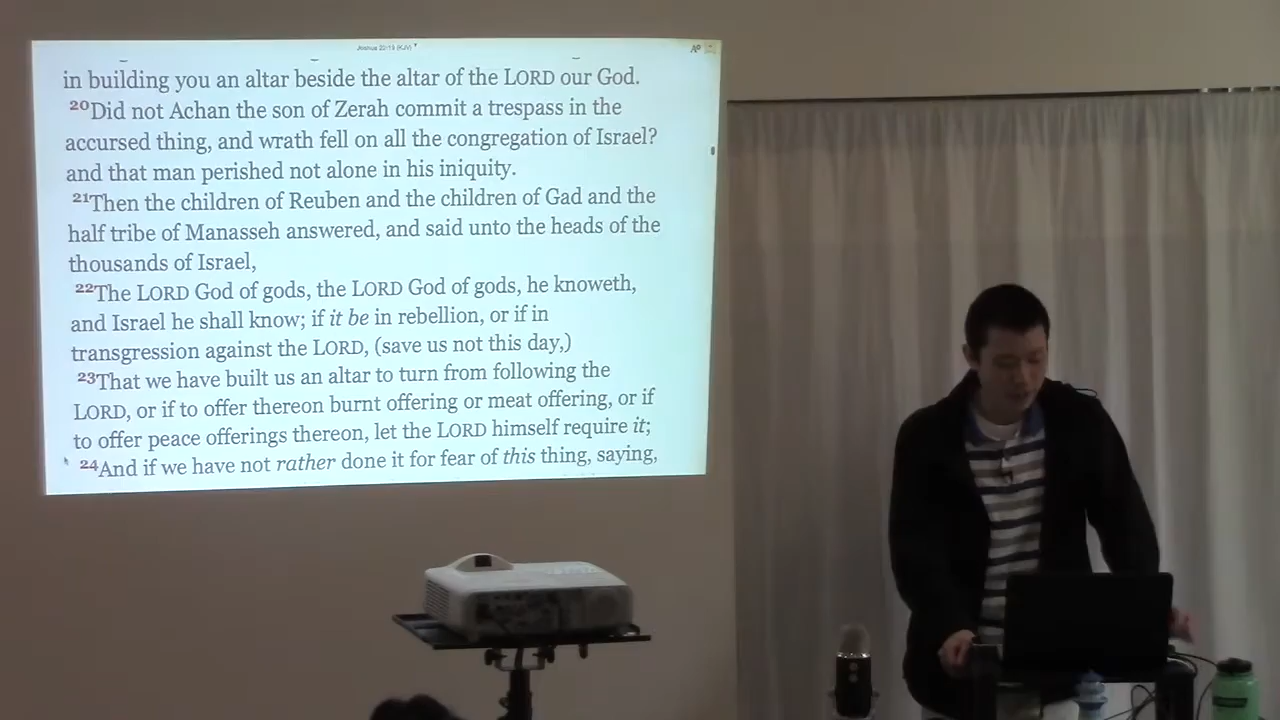 Joshua 22:19 (KJV)
in building you an altar beside the altar of the LORD our God.
20Did not Achan the son of Zerah commit a trespass in the
accursed thing, and wrath fell on all the congregation of Israel?
and that man perished not alone in his iniquity.
21Then the children of Reuben and the children of Gad and the
half tribe of Manasseh answered, and said unto the heads of the
thousands of Israel,
22The LORD God of gods, the LORD God of gods, he knoweth,
and Israel he shall know; if it be in rebellion, or if in
transgression against the LORD, (save us not this day,)
23That we have built us an altar to turn from following the
LORD, or if to offer thereon burnt offering or meat offering, or if
to offer peace offerings thereon, let the LORD himself require it;
24And if we have not rather done it for fear of this thing, saying,